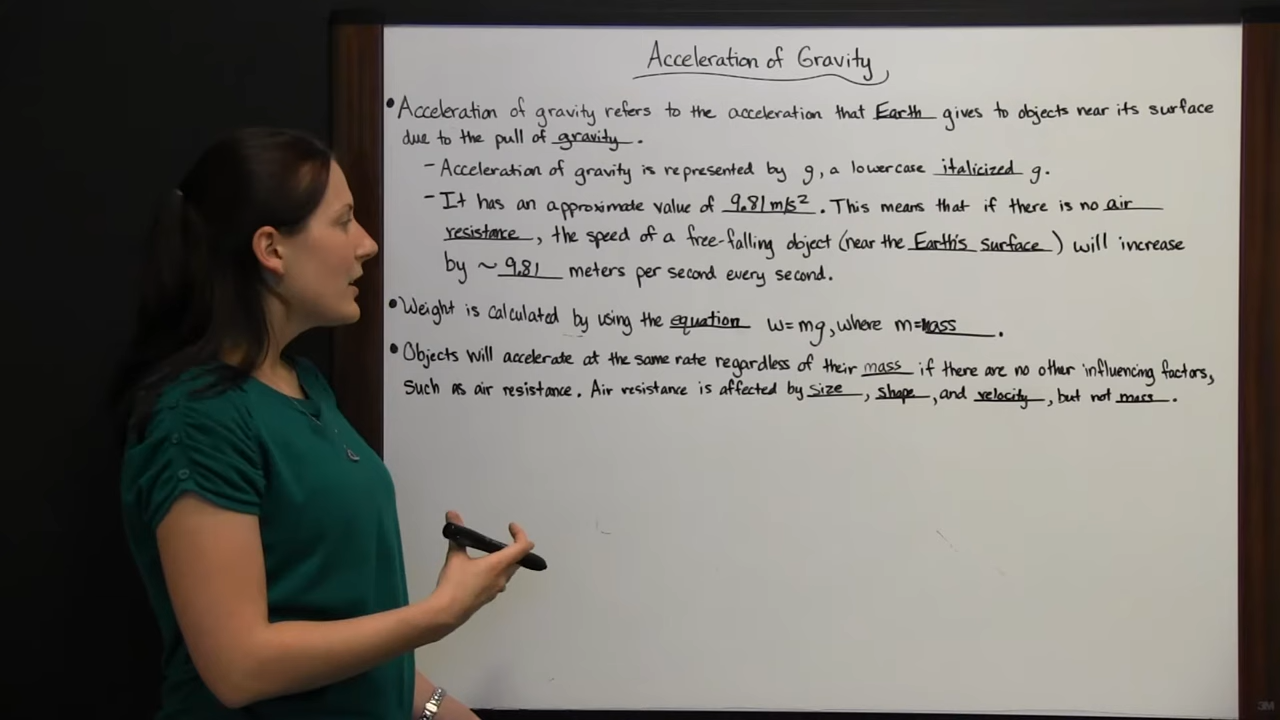 Acceleration of Gravity
• Acceleration of gravity refers to the acceleration that Earth gives to objects near its surface
due to the pull of gravity.
– Acceleration of gravity is represented by g, a lowercase italicized g.
– It has an approximate value of 9.81 m/s². This means that if there is no air
resistance, the speed of a free-falling object (near the Earth's surface) will increase
by ~ 9.81 meters per second every second.
• Weight is calculated by using the equation w=mg, where m=mass.
• Objects will accelerate at the same rate regardless of their mass if there are no other influencing factors,
such as air resistance. Air resistance is affected by size, shape, and velocity, but not mass.
3M